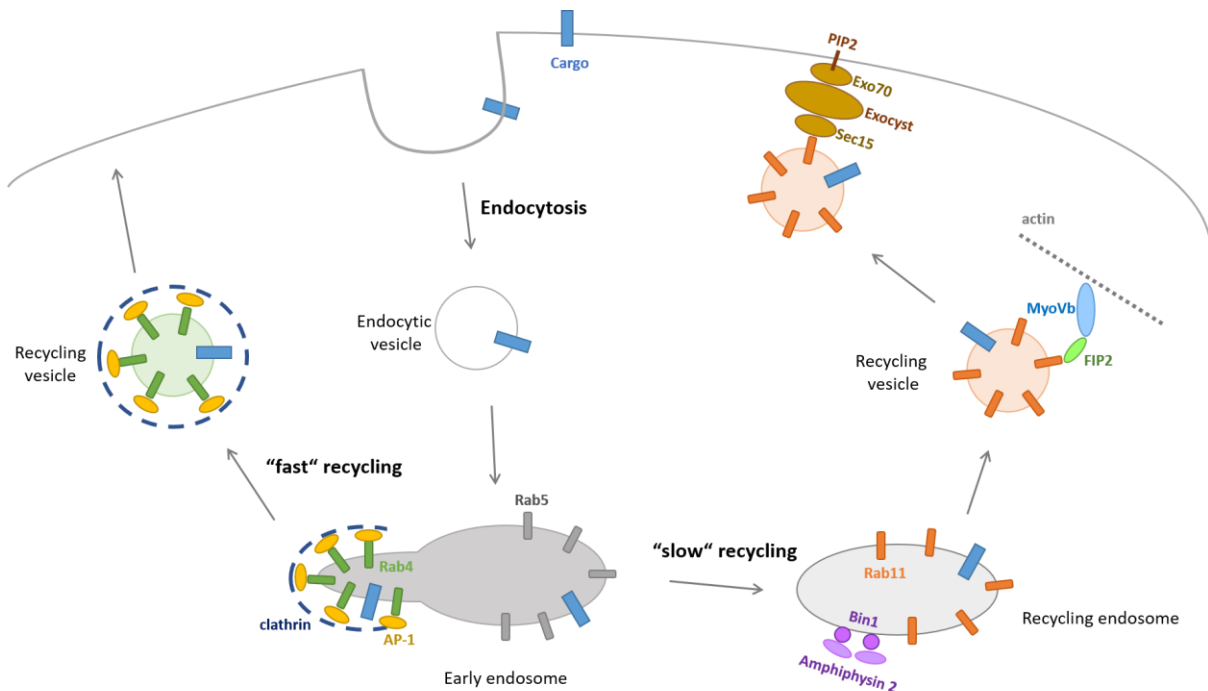 PIP2
Cargo
Exo70
Exocyst
Sec15
Endocytosis
actin
MyoVb
Endocytic
vesicle
Recycling
vesicle
Recycling
vesicle
FIP2
“fast“ recycling
Rab5
“slow“ recycling
Rab4
Rab11
clathrin
AP-1
Bin1
Recycling endosome
Amphiphysin 2
Early endosome